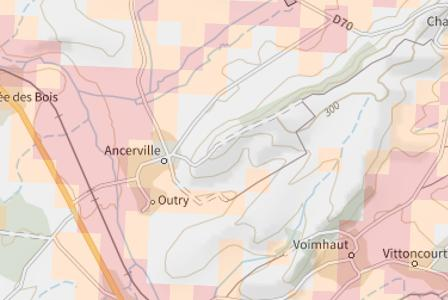 D70
Cha
ée des Bois
300
Ancerville
Outry
Voimhaut
Vittoncourt